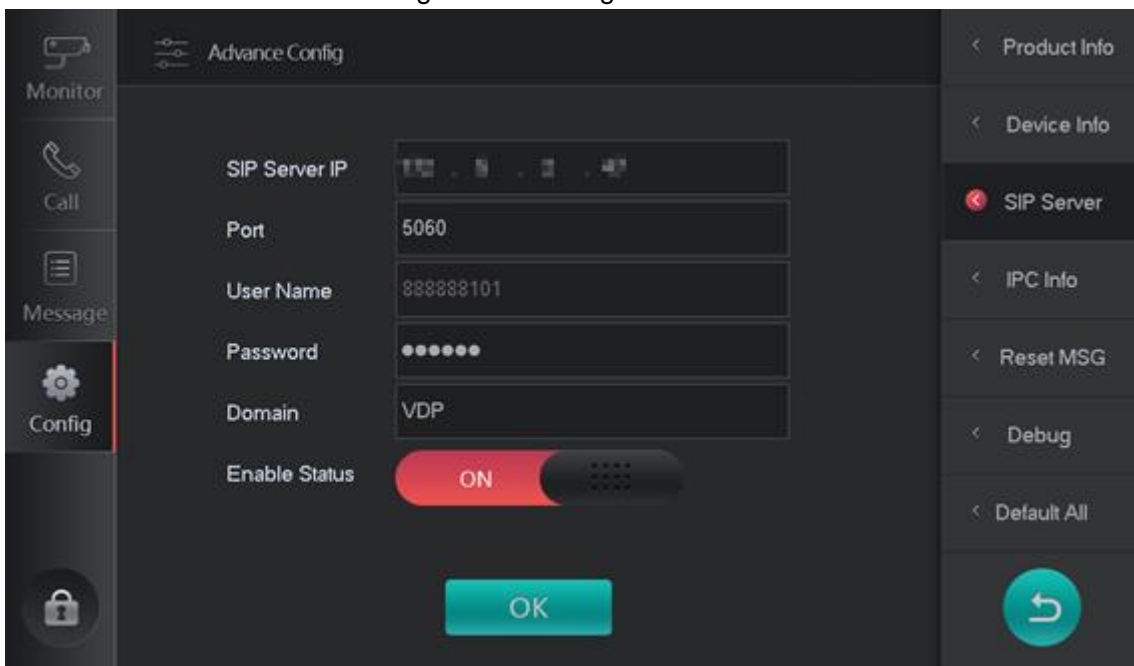 Monitor
Call
Message
Config
Advance Config
SIP Server IP
Port 5060
User Name 888888101
Password ●●●●●●
Domain VDP
Enable Status ON
OK
Product Info
Device Info
SIP Server
IPC Info
Reset MSG
Debug
Default All